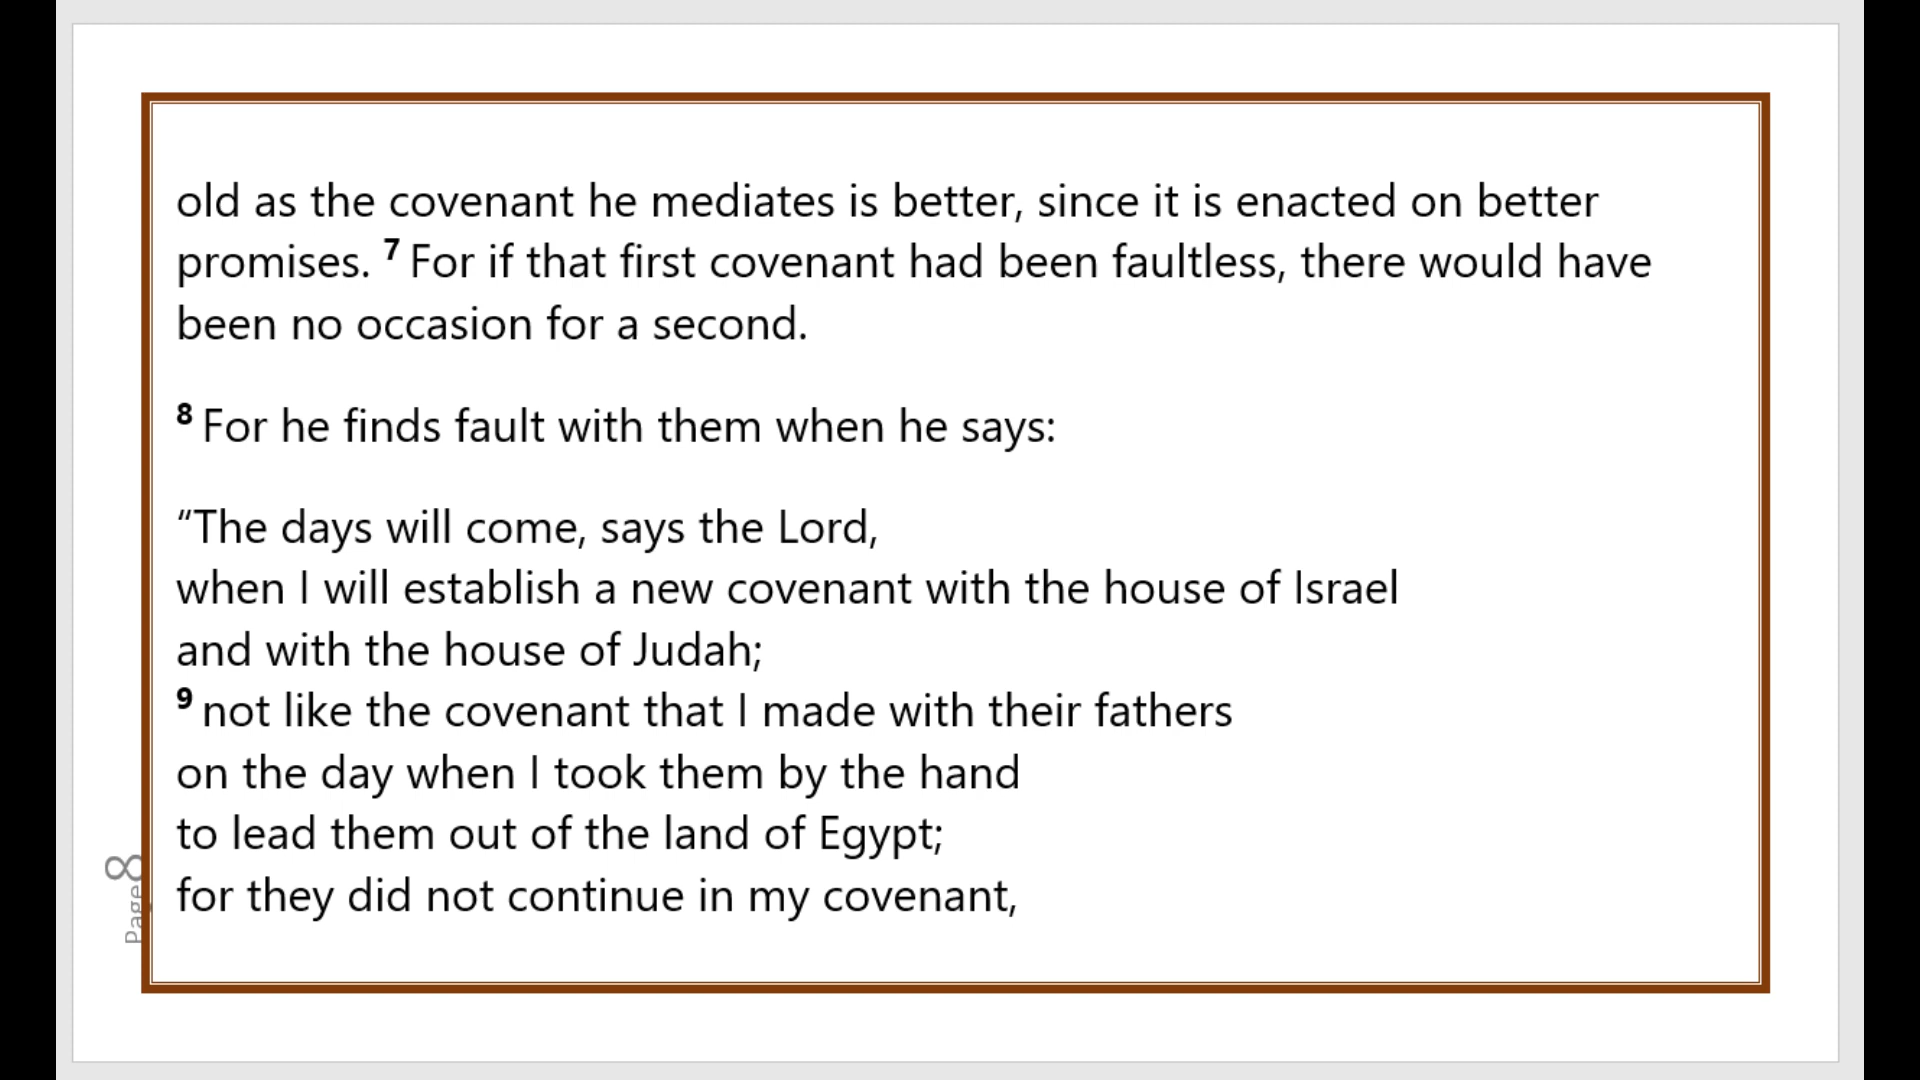 old as the covenant he mediates is better, since it is enacted on better
promises. 7 For if that first covenant had been faultless, there would have
been no occasion for a second.
8 For he finds fault with them when he says:
“The days will come, says the Lord,
when I will establish a new covenant with the house of Israel
and with the house of Judah;
9 not like the covenant that I made with their fathers
on the day when I took them by the hand
to lead them out of the land of Egypt;
for they did not continue in my covenant,
Page 8